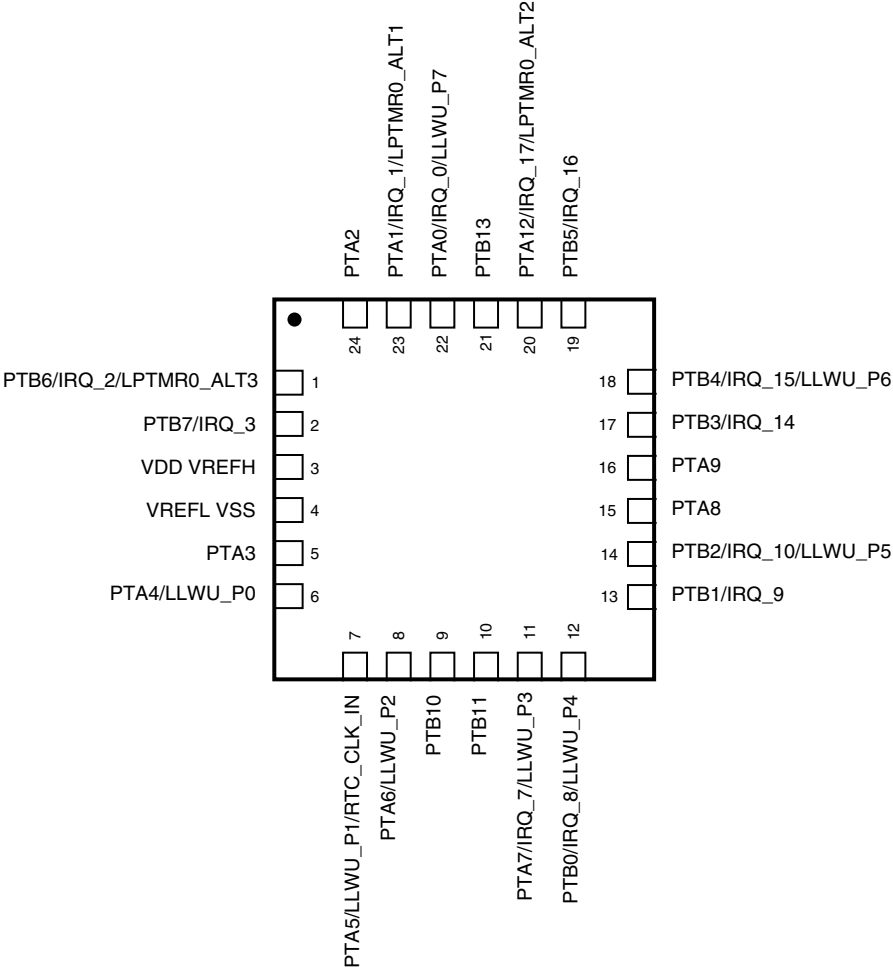 PTA2
PTA1/IRQ_1/LPTMR0_ALT1
PTA0/IRQ_0/LLWU_P7
PTB13
PTA12/IRQ_17/LPTMR0_ALT2
PTB5/IRQ_16
24
23
22
21
20
19
PTB6/IRQ_2/LPTMR0_ALT3
1
PTB7/IRQ_3
2
VDD VREFH
3
VREFL VSS
4
PTA3
5
PTA4/LLWU_P0
6
18
PTB4/IRQ_15/LLWU_P6
17
PTB3/IRQ_14
16
PTA9
15
PTA8
14
PTB2/IRQ_10/LLWU_P5
13
PTB1/IRQ_9
7
8
9
10
11
12
PTA5/LLWU_P1/RTC_CLK_IN
PTA6/LLWU_P2
PTB10
PTB11
PTA7/IRQ_7/LLWU_P3
PTB0/IRQ_8/LLWU_P4